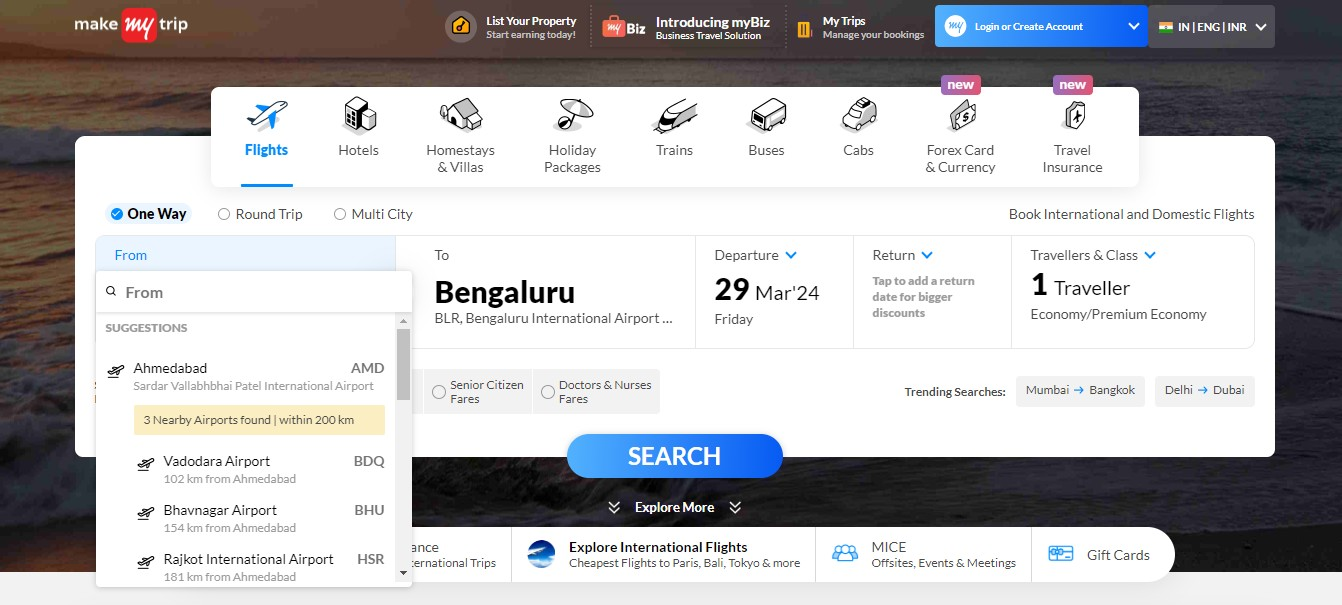 make my trip
List Your Property
Start earning today!
my Biz
Introducing myBiz
Business Travel Solution
My Trips
Manage your bookings
my
Login or Create Account
IN | ENG | INR
new
new
Flights
Hotels
Homestays
& Villas
Holiday
Packages
Trains
Buses
Cabs
Forex Card
& Currency
Travel
Insurance
One Way
Round Trip
Multi City
Book International and Domestic Flights
From
To
Bengaluru
BLR, Bengaluru International Airport ...
Departure
29 Mar'24
Friday
Return
Tap to add a return
date for bigger
discounts
Travellers & Class
1 Traveller
Economy/Premium Economy
From
SUGGESTIONS
Ahmedabad AMD
Sardar Vallabhbhai Patel International Airport
3 Nearby Airports found | within 200 km
Vadodara Airport BDQ
102 km from Ahmedabad
Bhavnagar Airport BHU
154 km from Ahmedabad
Rajkot International Airport HSR
181 km from Ahmedabad
Senior Citizen
Fares
Doctors & Nurses
Fares
Trending Searches:
Mumbai → Bangkok
Delhi → Dubai
SEARCH
Explore More
ance
ernational Trips
Explore International Flights
Cheapest Flights to Paris, Bali, Tokyo & more
MICE
Offsites, Events & Meetings
Gift Cards